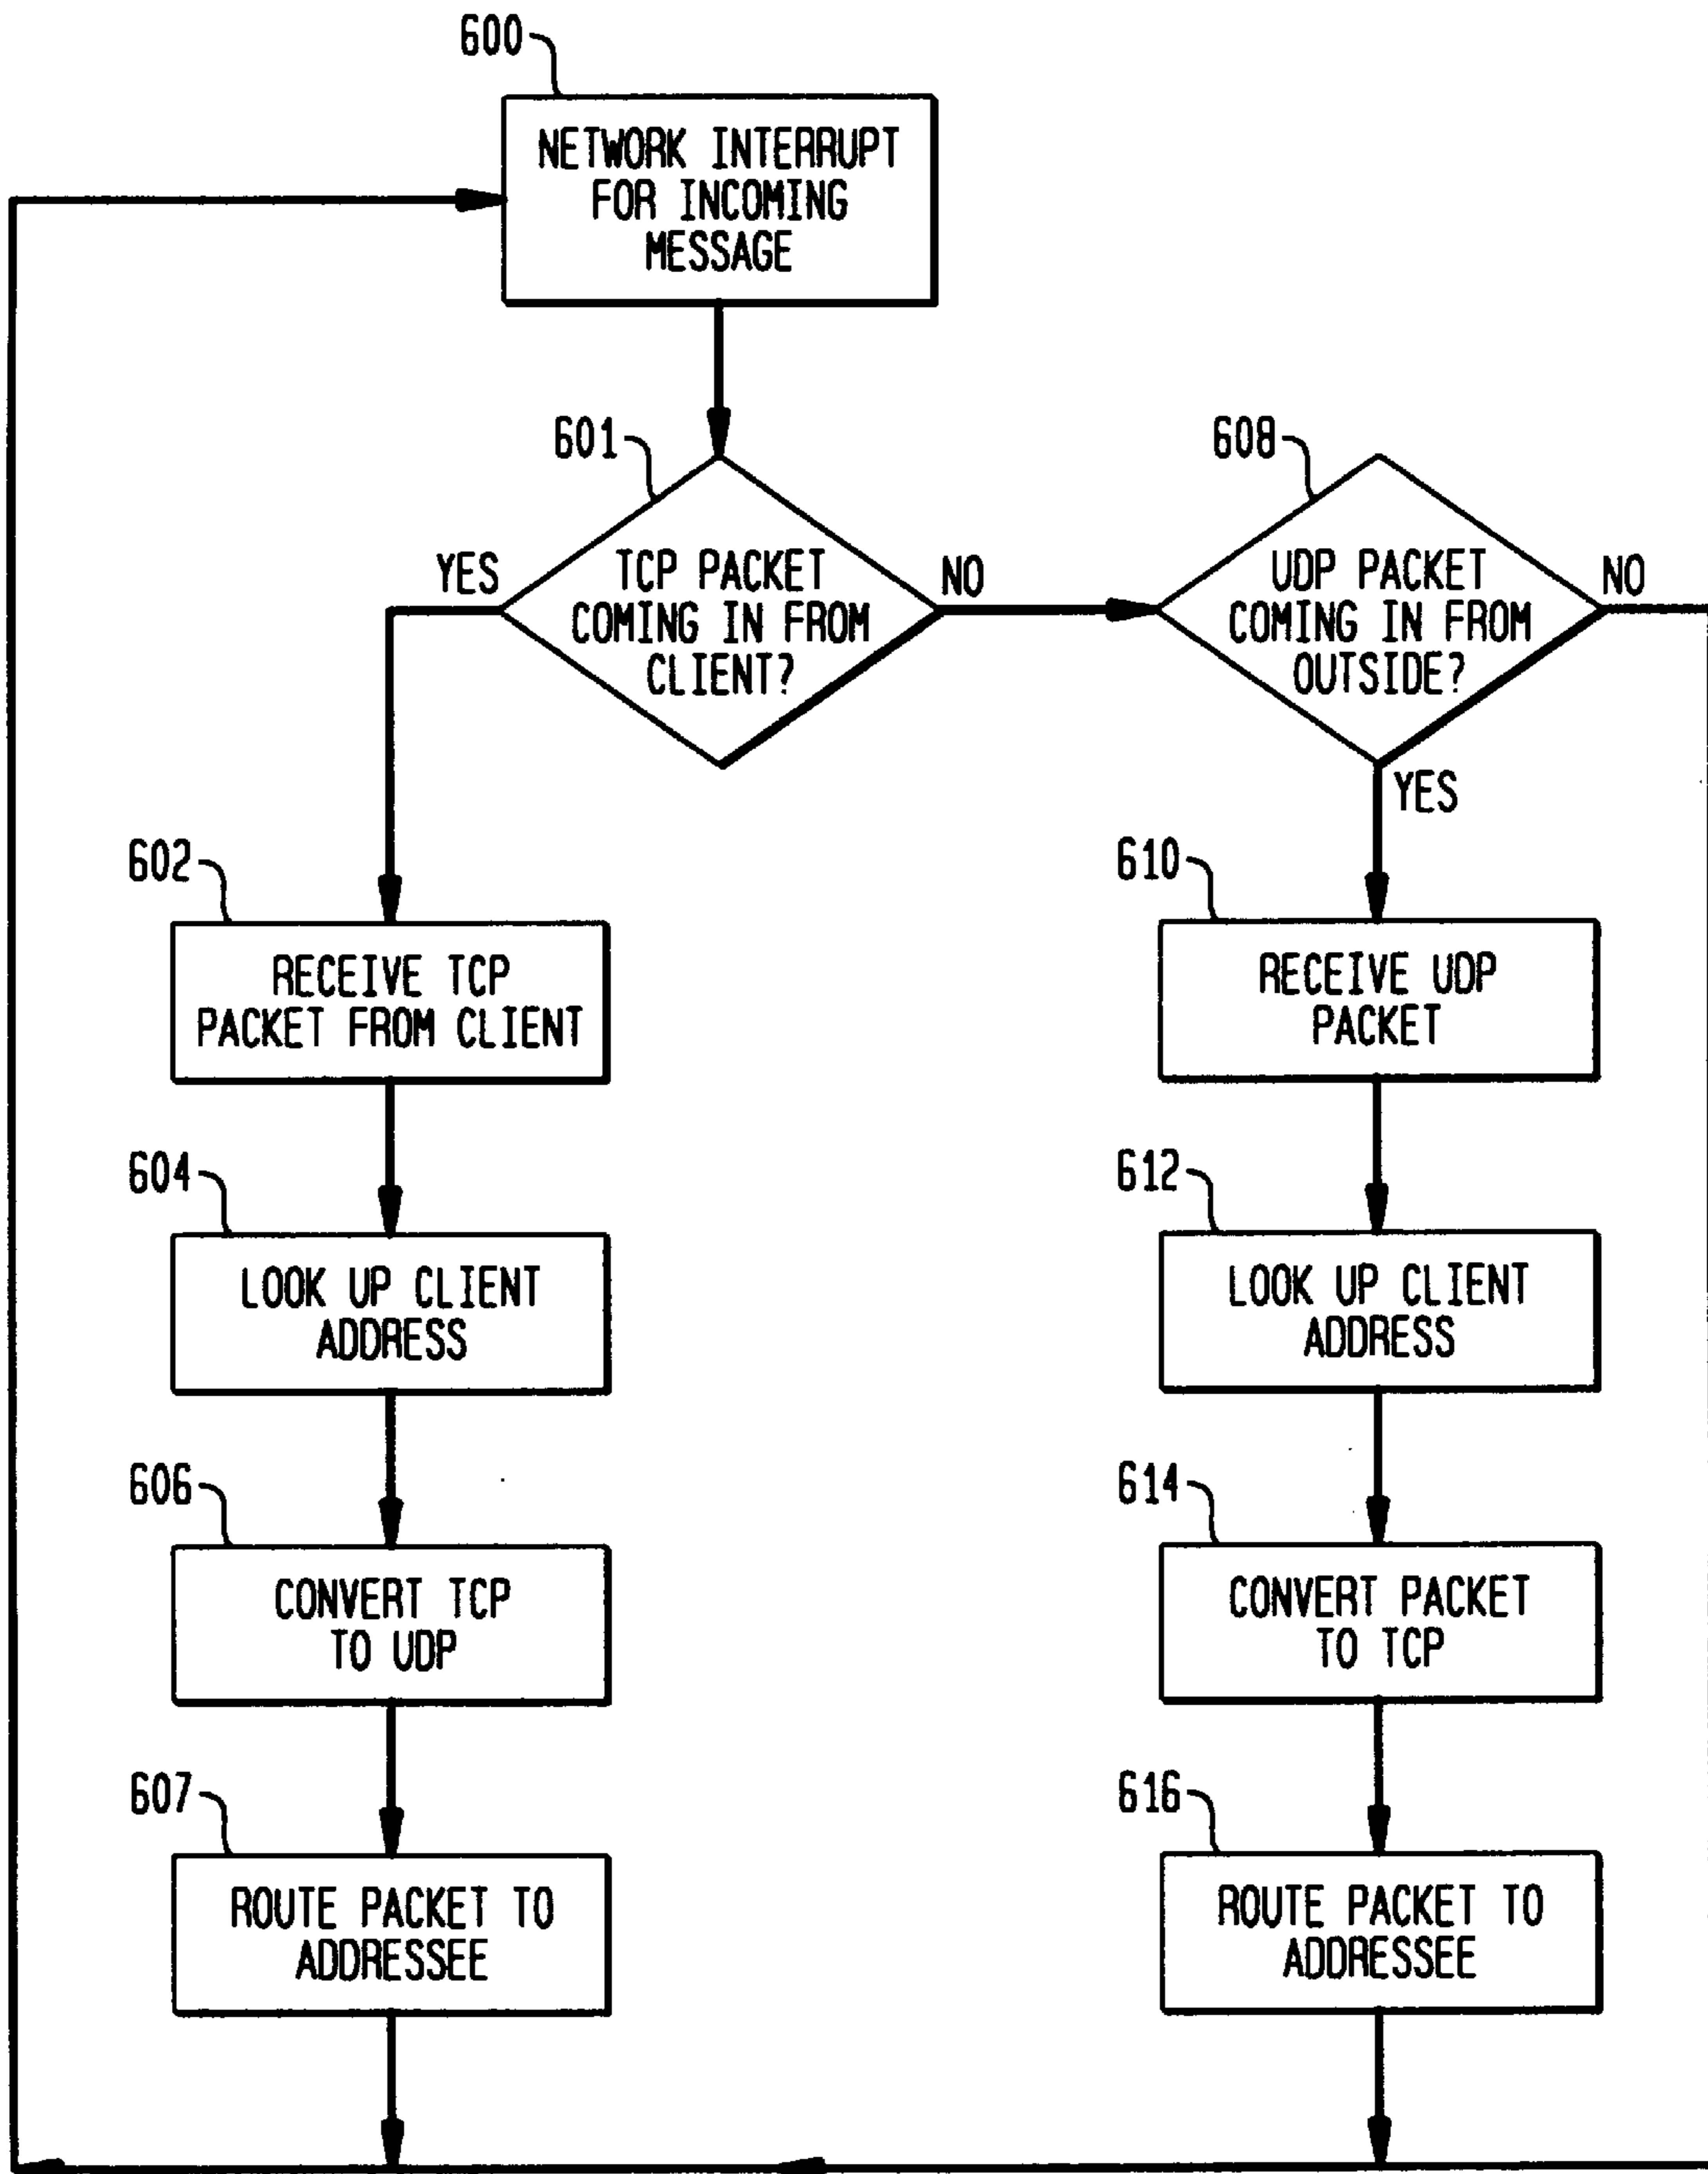 600
NETWORK INTERRUPT
FOR INCOMING
MESSAGE
601
608
YES
TCP PACKET
COMING IN FROM
CLIENT?
NO
UDP PACKET
COMING IN FROM
OUTSIDE?
NO
YES
602
RECEIVE TCP
PACKET FROM CLIENT
610
RECEIVE UDP
PACKET
604
LOOK UP CLIENT
ADDRESS
612
LOOK UP CLIENT
ADDRESS
606
CONVERT TCP
TO UDP
614
CONVERT PACKET
TO TCP
607
ROUTE PACKET TO
ADDRESSEE
616
ROUTE PACKET TO
ADDRESSEE